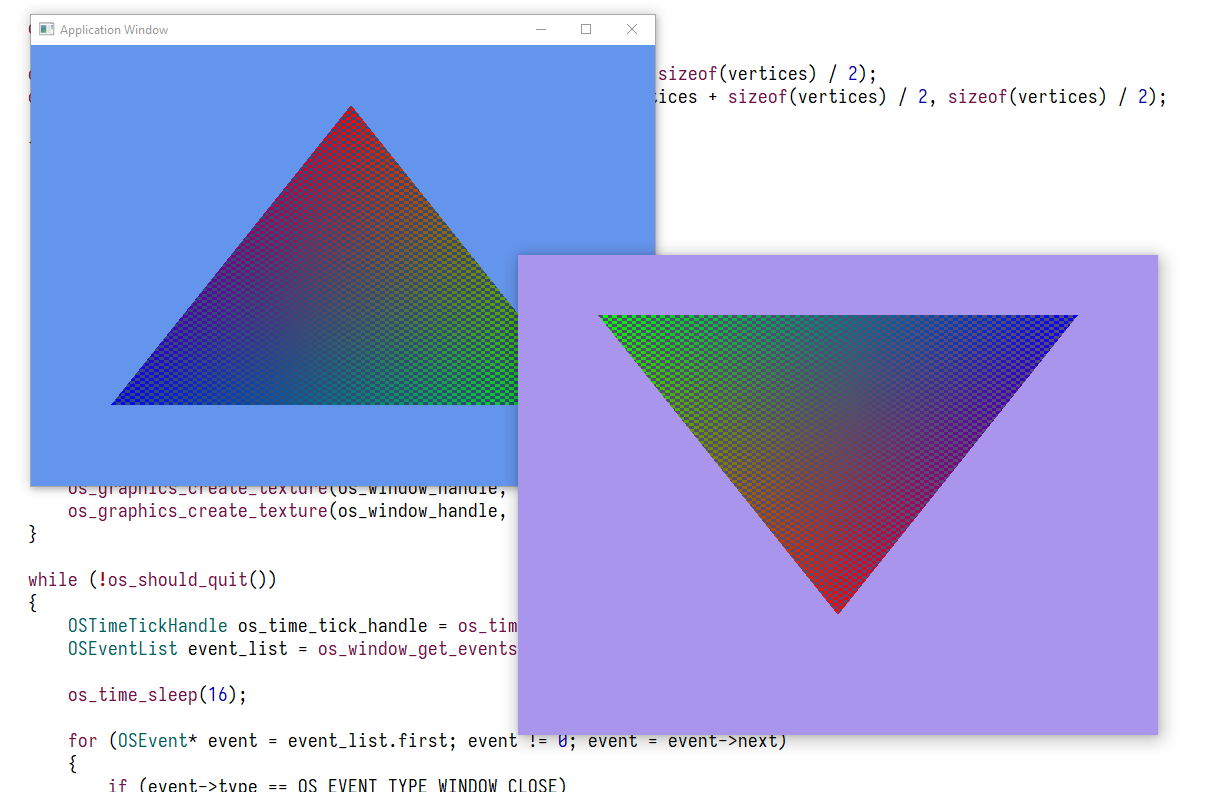 Application Window
sizeof(vertices) / 2);
tices + sizeof(vertices) / 2, sizeof(vertices) / 2);
os_graphics_create_texture(os_window_handle,
os_graphics_create_texture(os_window_handle,
}
while (!os_should_quit())
{
OSTimeTickHandle os_time_tick_handle = os_tim
OSEventList event_list = os_window_get_events
os_time_sleep(16);
for (OSEvent* event = event_list.first; event != 0; event = event->next)
{
if (event->type == OS_EVENT_TYPE_WINDOW_CLOSE)